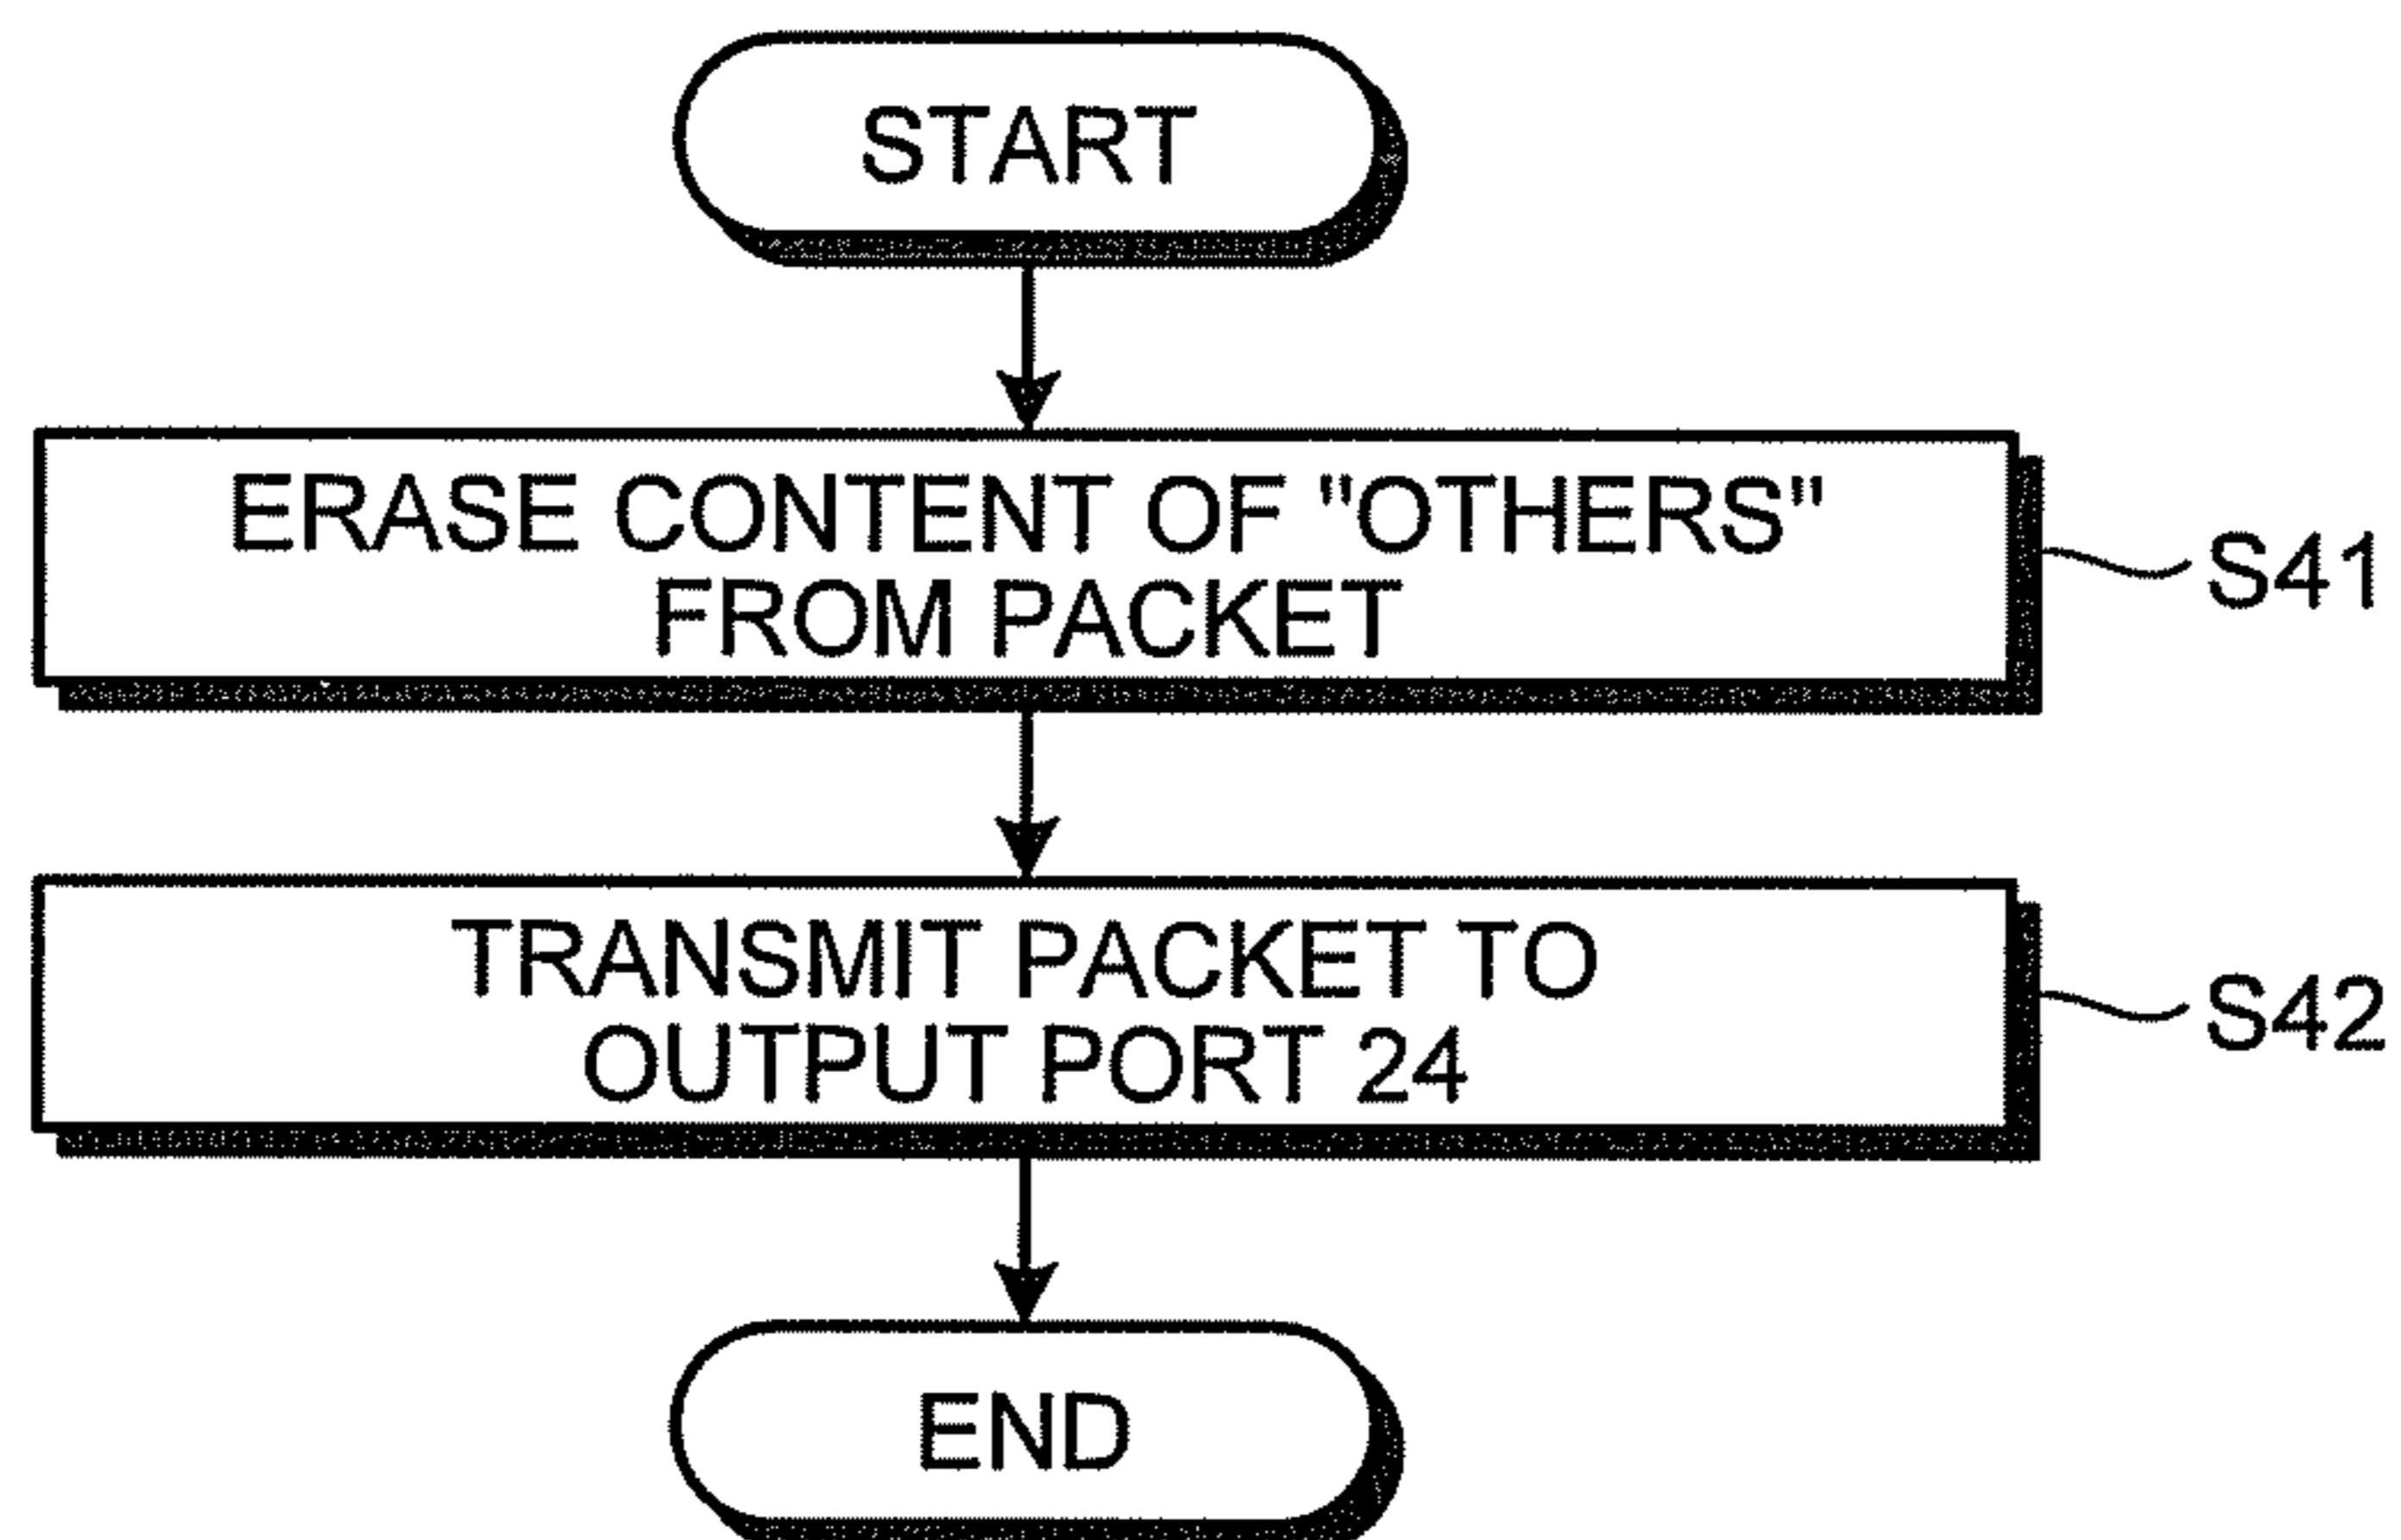 START
ERASE CONTENT OF "OTHERS"
FROM PACKET
S41
TRANSMIT PACKET TO
OUTPUT PORT 24
S42
END